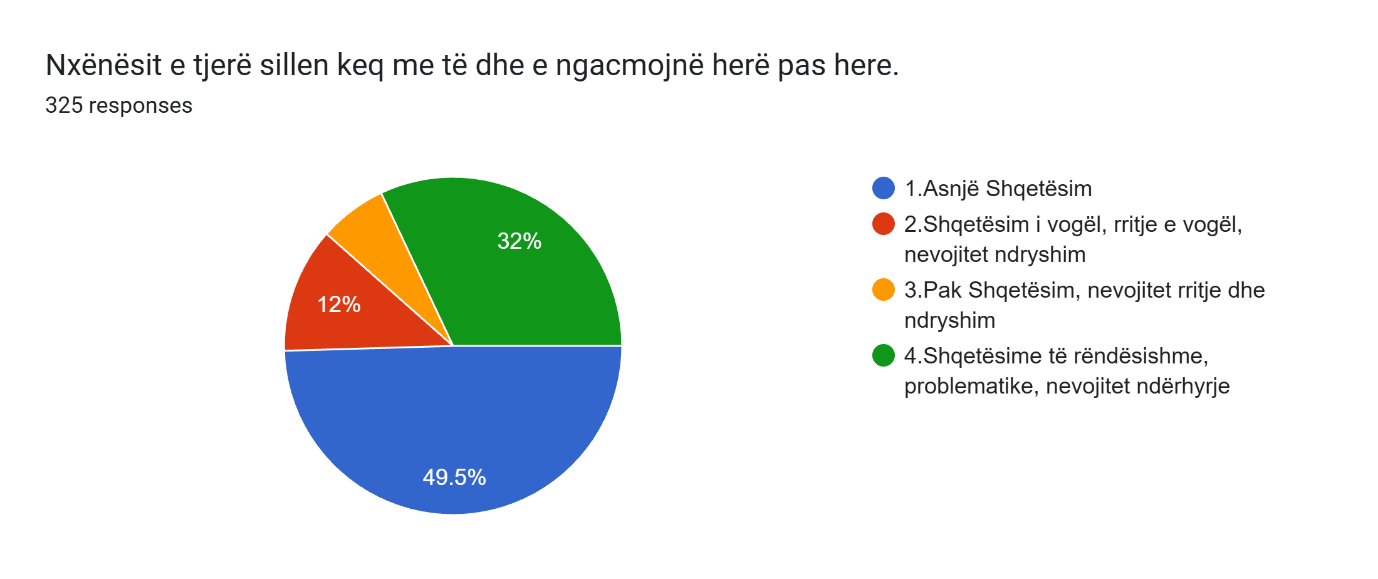 Nxënësit e tjerë sillen keq me të dhe e ngacmojnë herë pas here.
325 responses
32%
12%
49.5%
1.Asnjë Shqetësim
2.Shqetësim i vogël, rritje e vogël,
nevojitet ndryshim
3.Pak Shqetësim, nevojitet rritje dhe
ndryshim
4.Shqetësime të rëndësishme,
problematike, nevojitet ndërhyrje